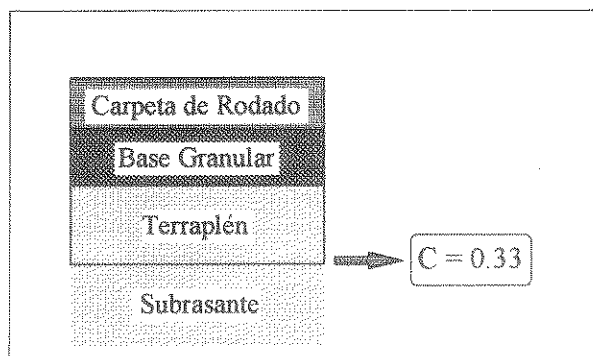 Carpeta de Rodado
Base Granular
Terraplén
Subrasante
C = 0.33